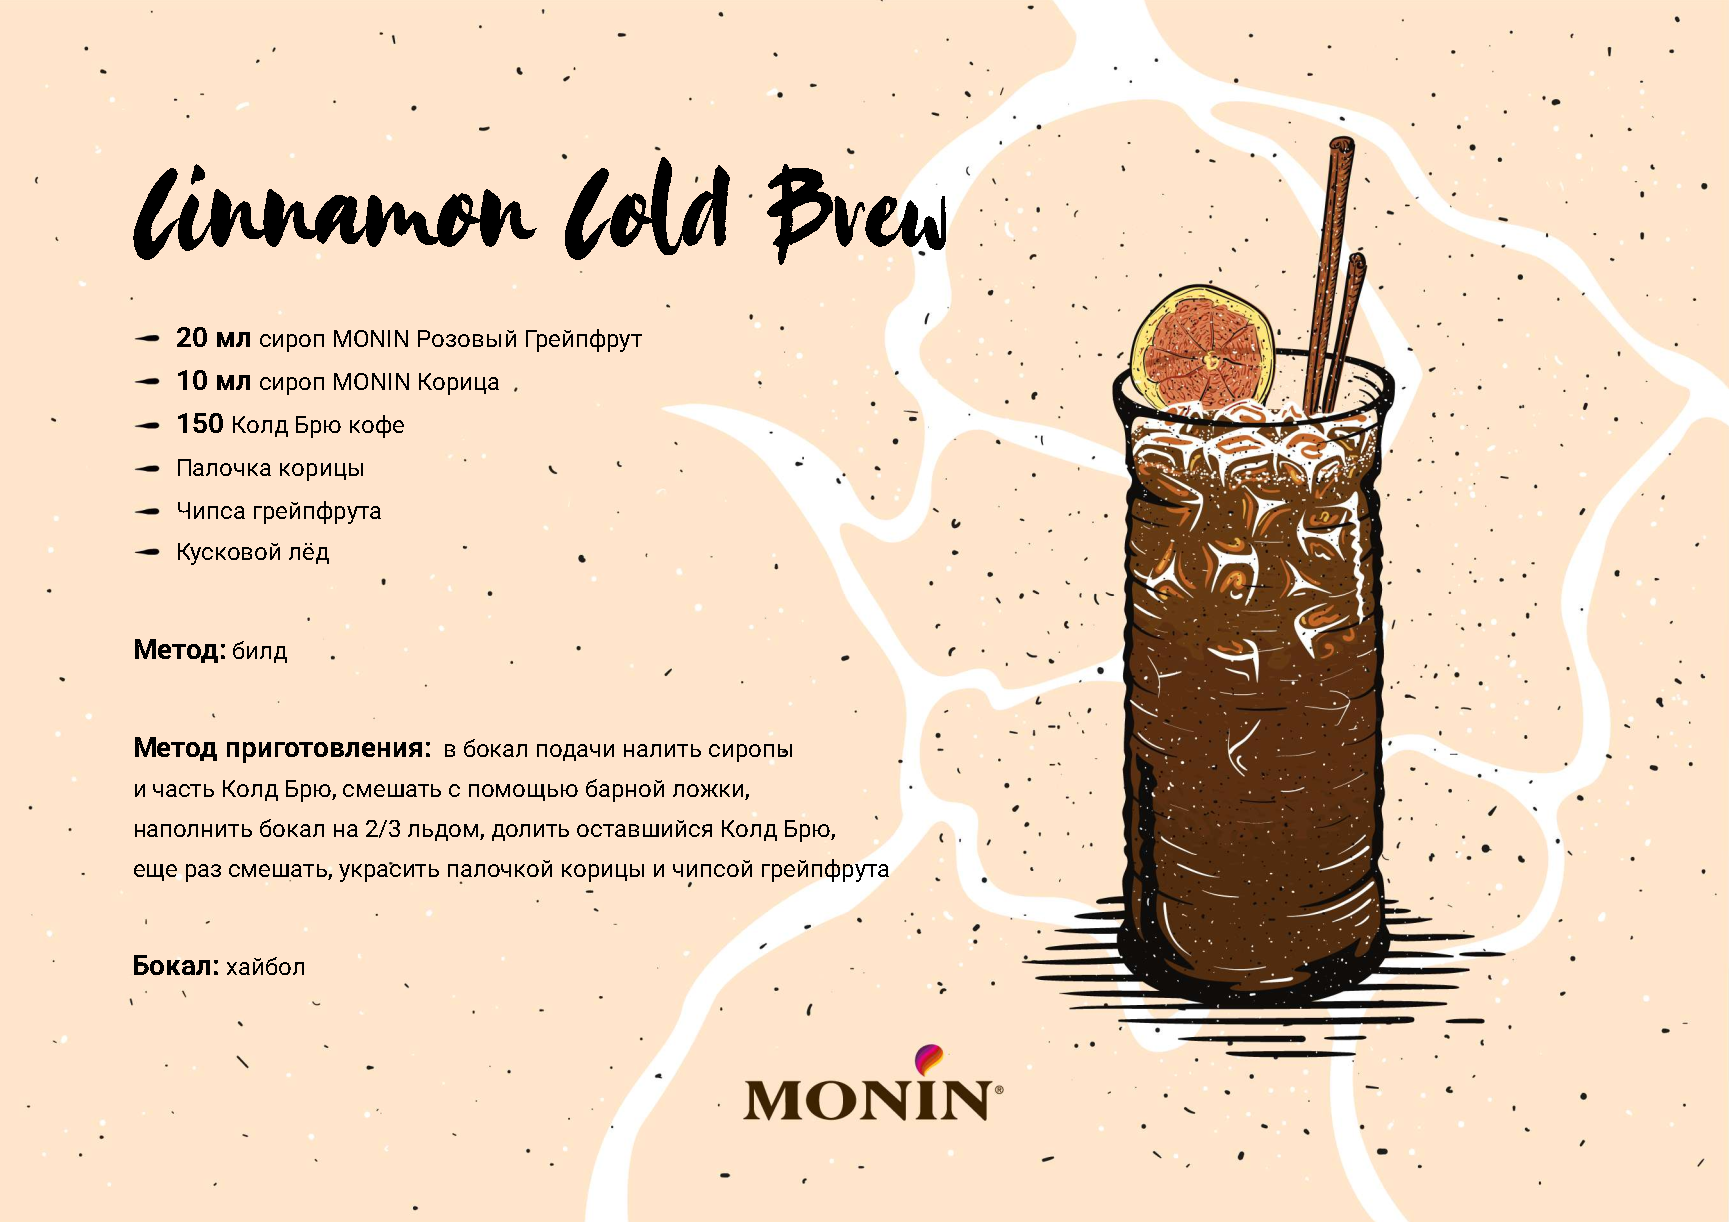 Cinnamon Cold Brew
20 мл сироп MONIN Розовый Грейпфрут
10 мл сироп MONIN Корица
150 Колд Брю кофе
Палочка корицы
Чипса грейпфрута
Кусковой лёд
Метод: билд
Метод приготовления: в бокал подачи налить сиропы
и часть Колд Брю, смешать с помощью барной ложки,
наполнить бокал на 2/3 льдом, долить оставшийся Колд Брю,
еще раз смешать, украсить палочкой корицы и чипсой грейпфрута
Бокал: хайбол
MONIN®